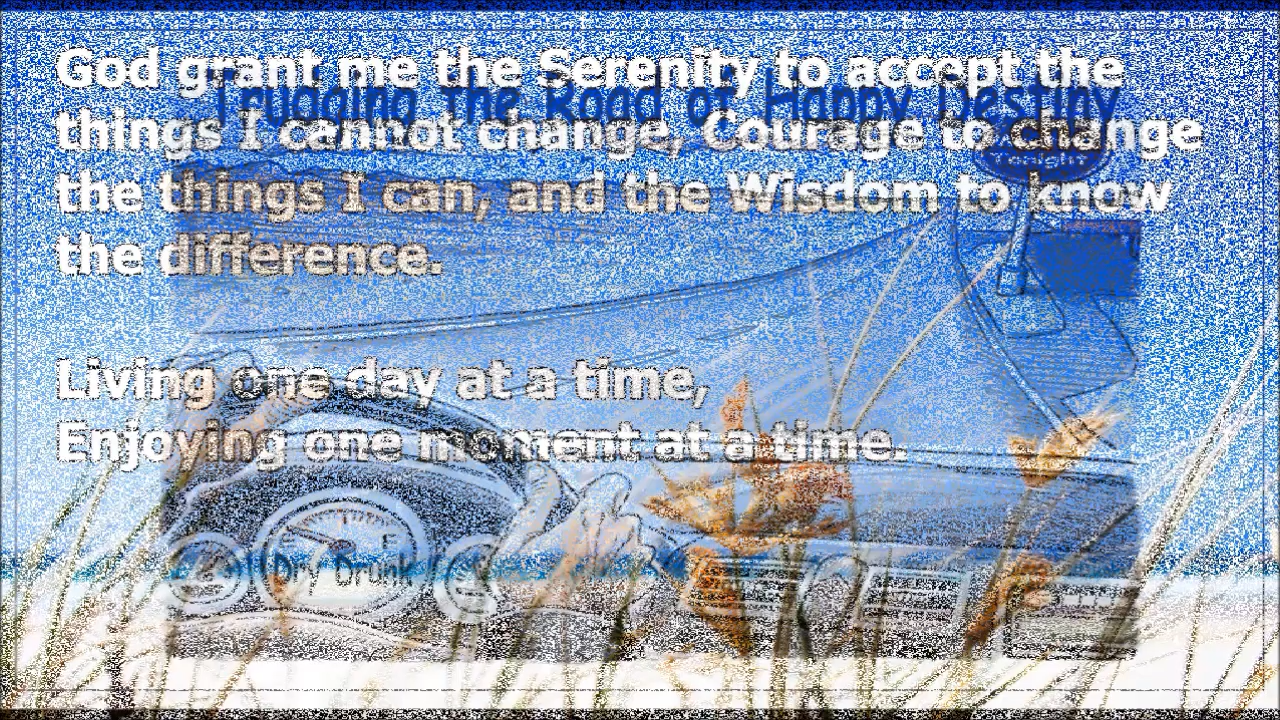 God grant me the Serenity to accept the
Trudging the Road of Happy Destiny
things I cannot change, Courage to change
Tonight
the things I can, and the Wisdom to know
the difference.
Living one day at a time,
Enjoying one moment at a time.
E
Dry Drunk